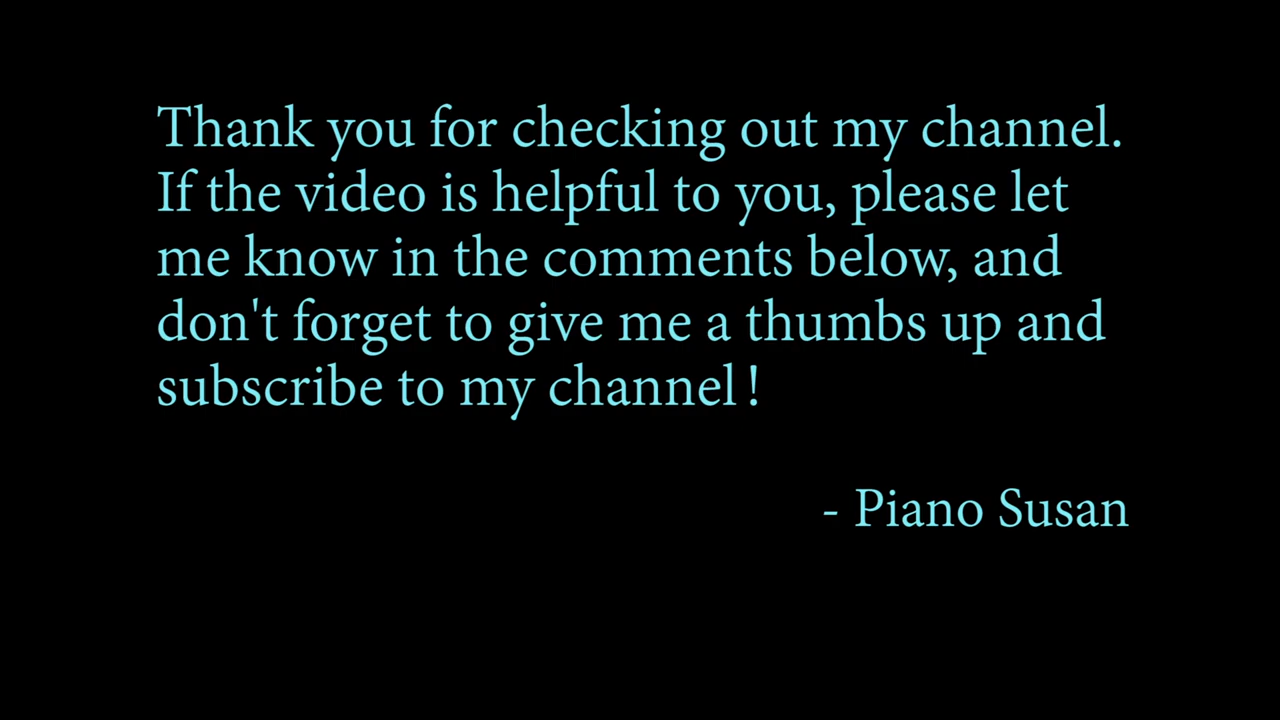 Thank you for checking out my channel.
If the video is helpful to you, please let
me know in the comments below, and
don't forget to give me a thumbs up and
subscribe to my channel !
- Piano Susan